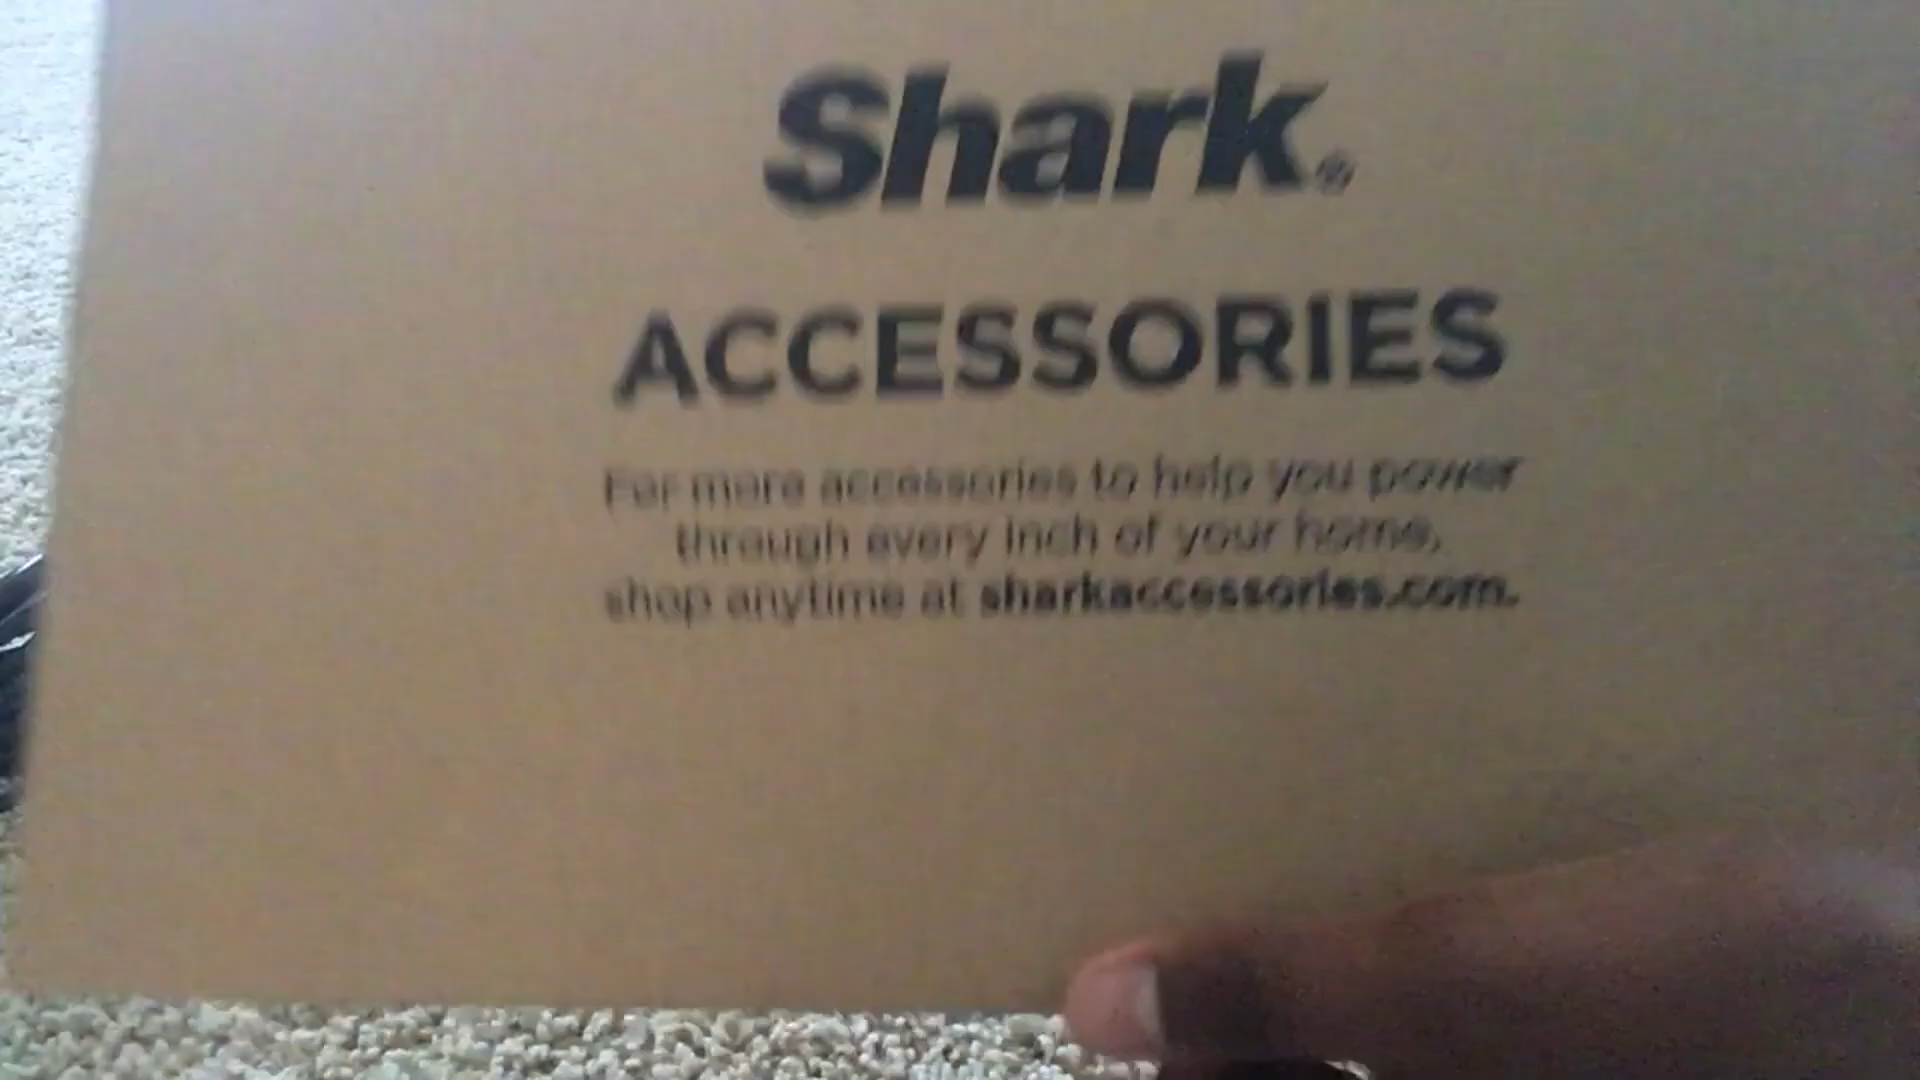 Shark®
ACCESSORIES
For more accessories to help you power
through every inch of your home,
shop anytime at sharkaccessories.com.